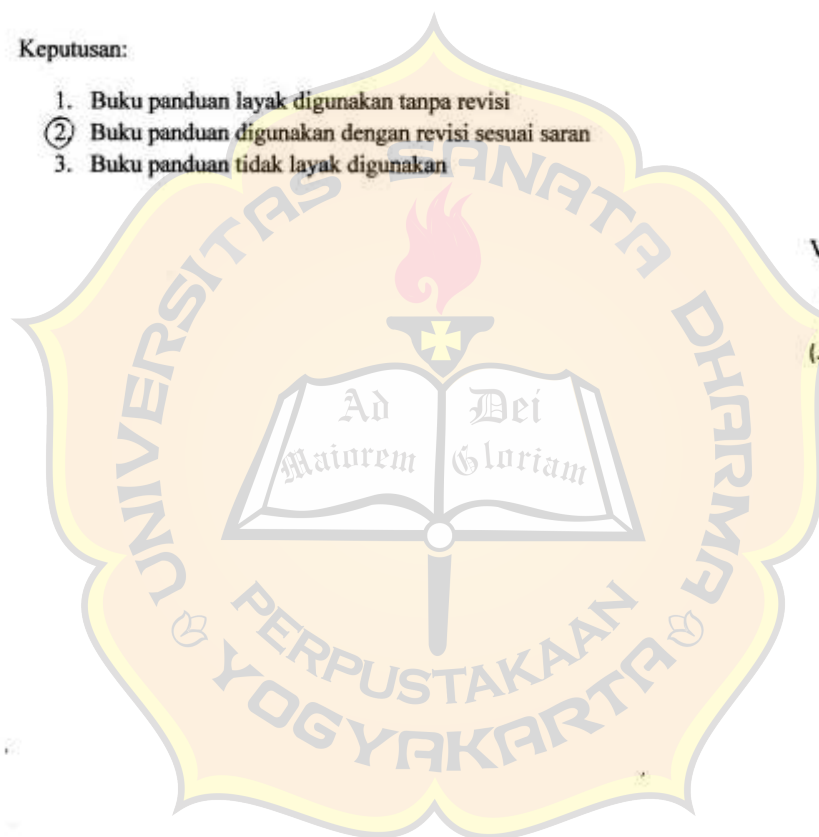 Keputusan:
1. Buku panduan layak digunakan tanpa revisi
2. Buku panduan digunakan dengan revisi sesuai saran
3. Buku panduan tidak layak digunakan
UNIVERSITAS SANATA DHARMA
Ad Dei
Maiorem Gloriam
PERPUSTAKAAN
YOGYAKARTA